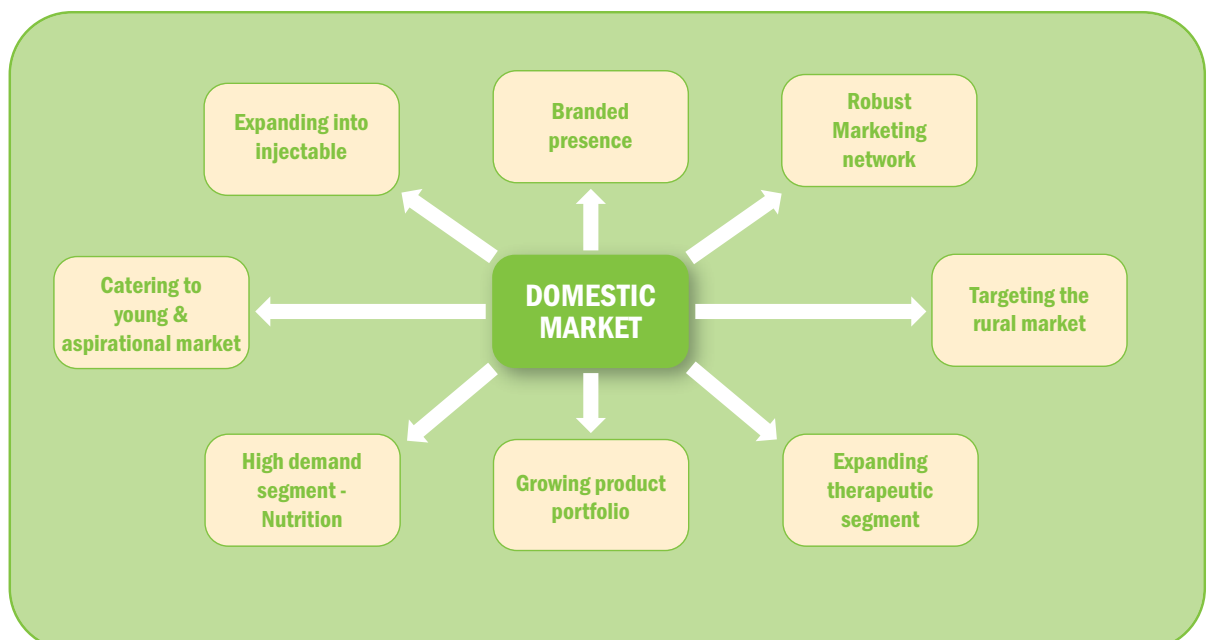 Expanding into
injectable
Branded
presence
Robust
Marketing
network
Catering to
young &
aspirational market
DOMESTIC
MARKET
Targeting the
rural market
High demand
segment -
Nutrition
Growing product
portfolio
Expanding
therapeutic
segment